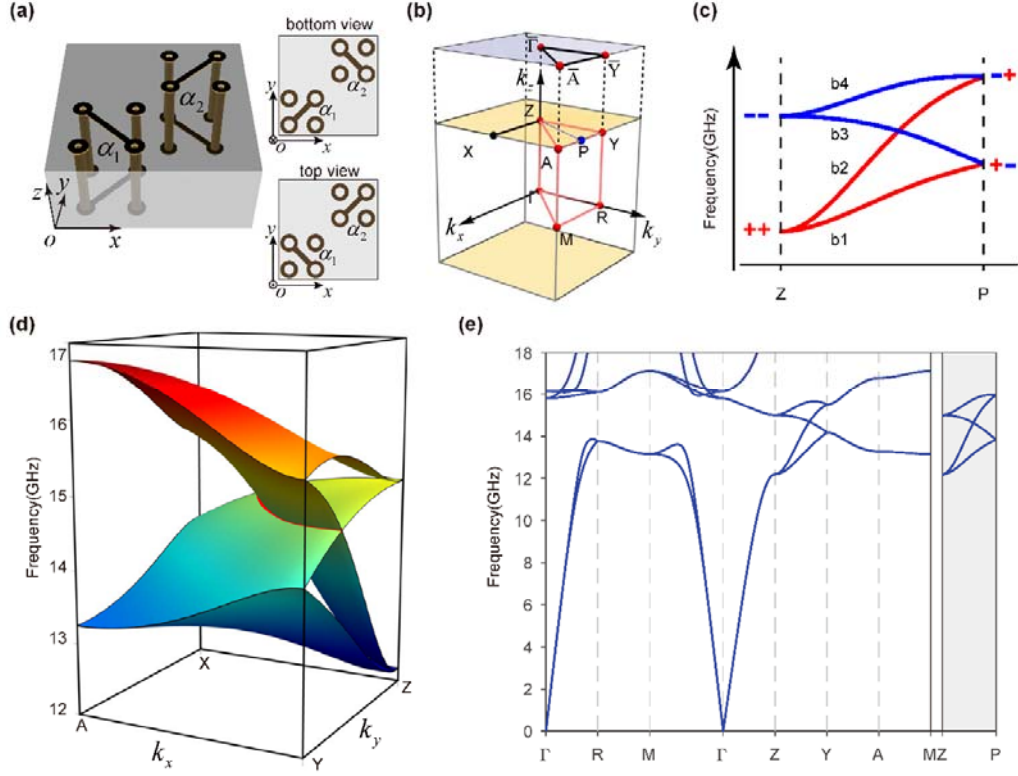 (a)
bottom view
α2
α1
y
o
x
top view
α2
α1
y
o
x
α2
α1
z
y
o
x
(b)
Γ̅
A̅
Y̅
kz
Z
X
P
Y
A
Γ
R
M
kx
ky
(c)
Frequency(GHz)
b4
b3
b2
b1
--
++
-+
+-
Z
P
(d)
Frequency(GHz)
17
16
15
14
13
12
A
X
Z
Y
kx
ky
(e)
Frequency(GHz)
18
16
14
12
10
8
6
4
2
0
Γ R M Γ Z Y A MZ P